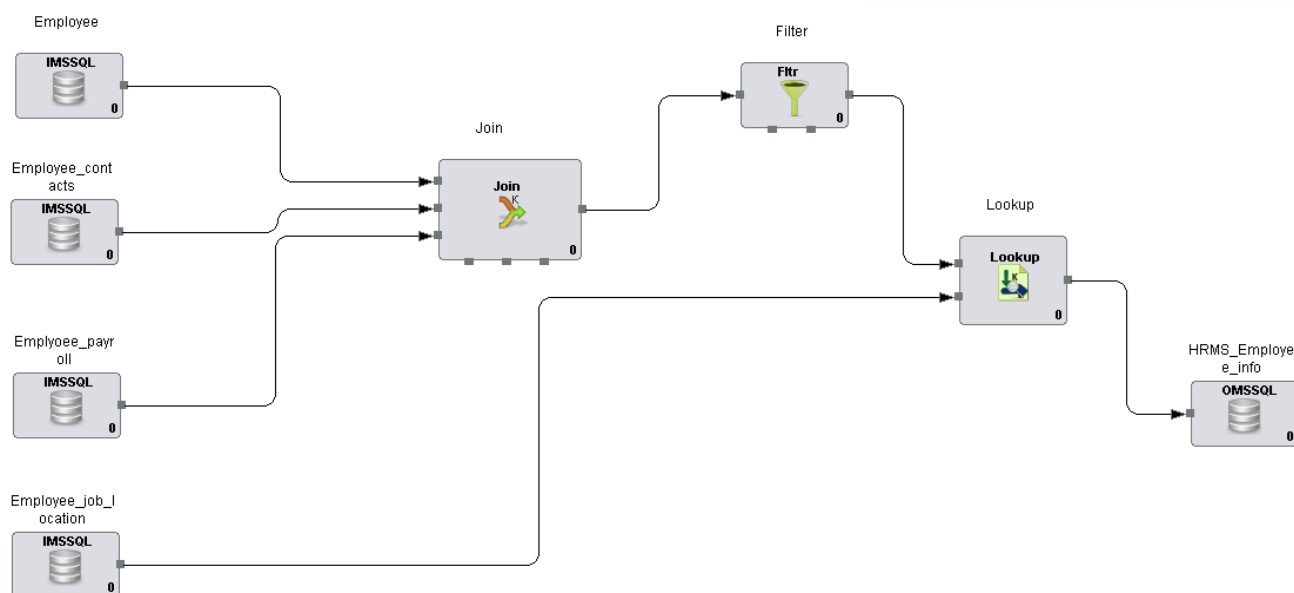 Employee
IMSSQL
0
Filter
Fltr
0
Join
Join
K
0
Employee_cont
acts
IMSSQL
0
Lookup
Lookup
K
0
Emplyoee_payr
oll
IMSSQL
0
HRMS_Employe
e_info
OMSSQL
0
Employee_job_l
ocation
IMSSQL
0